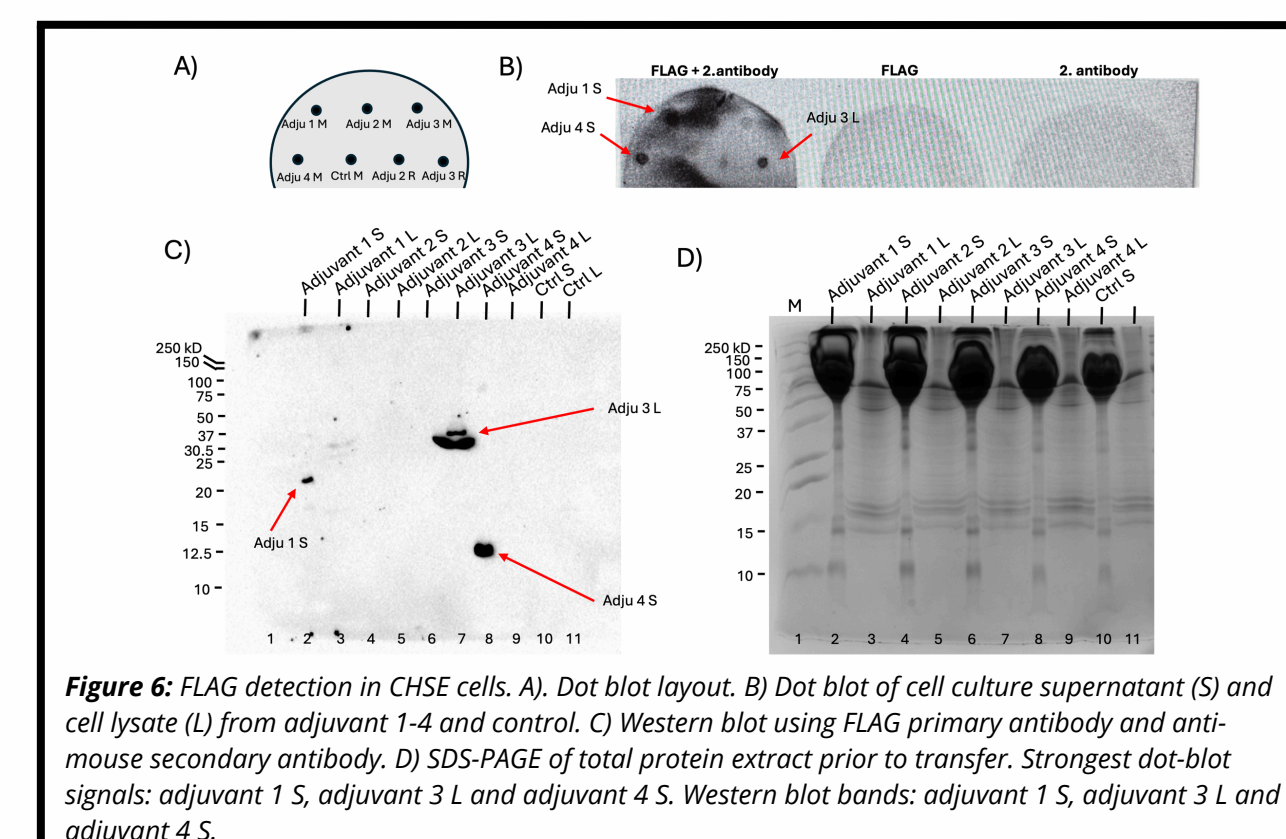 A)
Adju 1 M Adju 2 M Adju 3 M
Adju 4 M Ctrl M Adju 2 R Adju 3 R
B)
FLAG + 2.antibody FLAG 2. antibody
Adju 1 S
Adju 4 S
Adju 3 L
C)
Adjuvant 1 S
Adjuvant 1 L
Adjuvant 2 S
Adjuvant 2 L
Adjuvant 3 S
Adjuvant 3 L
Adjuvant 4 S
Adjuvant 4 L
Ctrl S
Ctrl L
250 kD
150
100
75
50
37
30.5
25
20
15
12.5
10
Adju 3 L
Adju 1 S
Adju 4 S
1 2 3 4 5 6 7 8 9 10 11
D)
M
Adjuvant 1 S
Adjuvant 1 L
Adjuvant 2 S
Adjuvant 2 L
Adjuvant 3 S
Adjuvant 3 L
Adjuvant 4 S
Adjuvant 4 L
Ctrl S
250 kD
150
100
75
50
37
25
20
15
10
1 2 3 4 5 6 7 8 9 10 11
Figure 6: FLAG detection in CHSE cells. A). Dot blot layout. B) Dot blot of cell culture supernatant (S) and
cell lysate (L) from adjuvant 1-4 and control. C) Western blot using FLAG primary antibody and anti-
mouse secondary antibody. D) SDS-PAGE of total protein extract prior to transfer. Strongest dot-blot
signals: adjuvant 1 S, adjuvant 3 L and adjuvant 4 S. Western blot bands: adjuvant 1 S, adjuvant 3 L and
adjuvant 4 S.